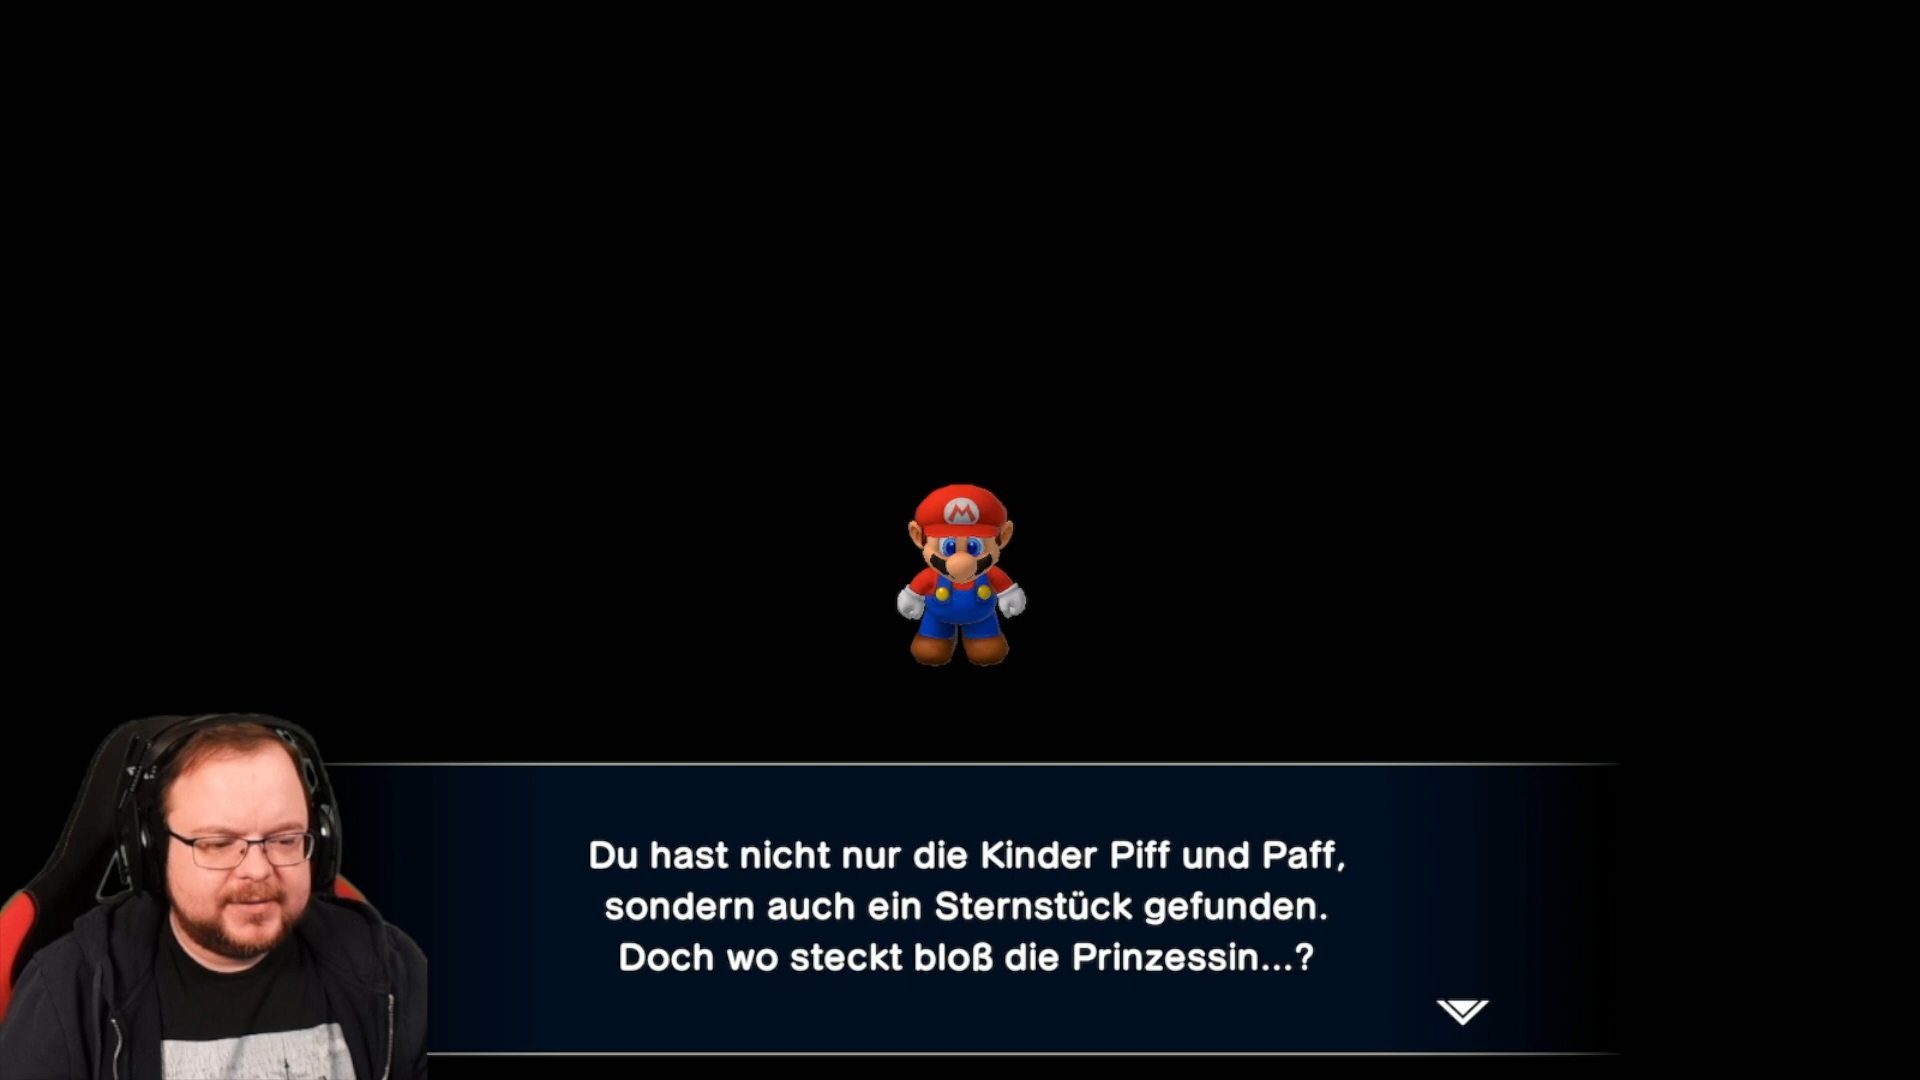 M
Du hast nicht nur die Kinder Piff und Paff,
sondern auch ein Sternstück gefunden.
Doch wo steckt bloß die Prinzessin...?